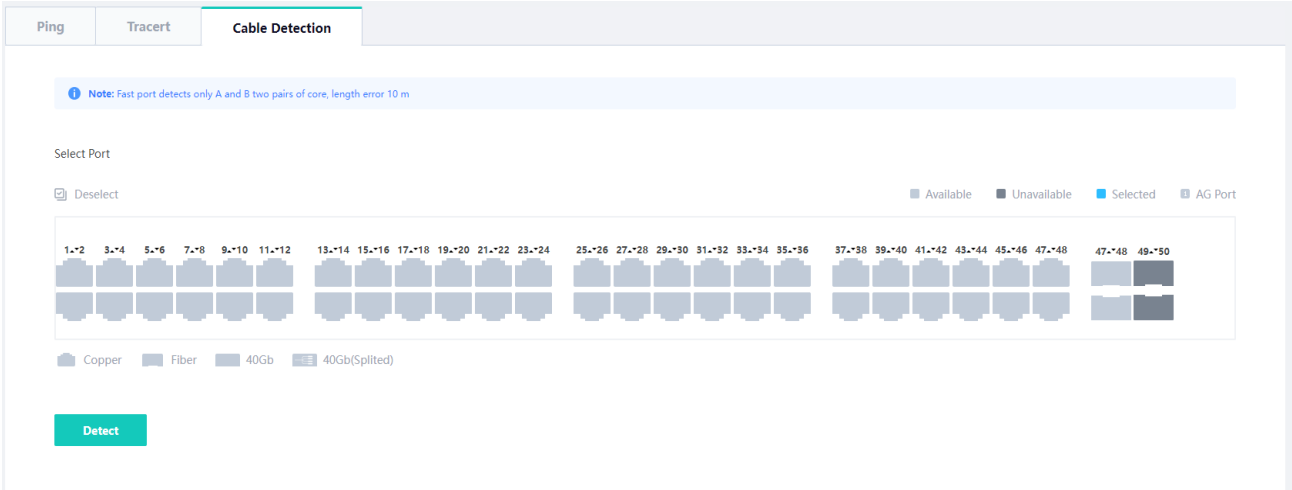 Ping Tracert Cable Detection
Note: Fast port detects only A and B two pairs of core, length error 10 m
Select Port
Deselect Available Unavailable Selected AG Port
1 2 3 4 5 6 7 8 9 10 11 12 13 14 15 16 17 18 19 20 21 22 23 24 25 26 27 28 29 30 31 32 33 34 35 36 37 38 39 40 41 42 43 44 45 46 47 48 47 48 49 50
Copper Fiber 40Gb 40Gb(Splited)
Detect